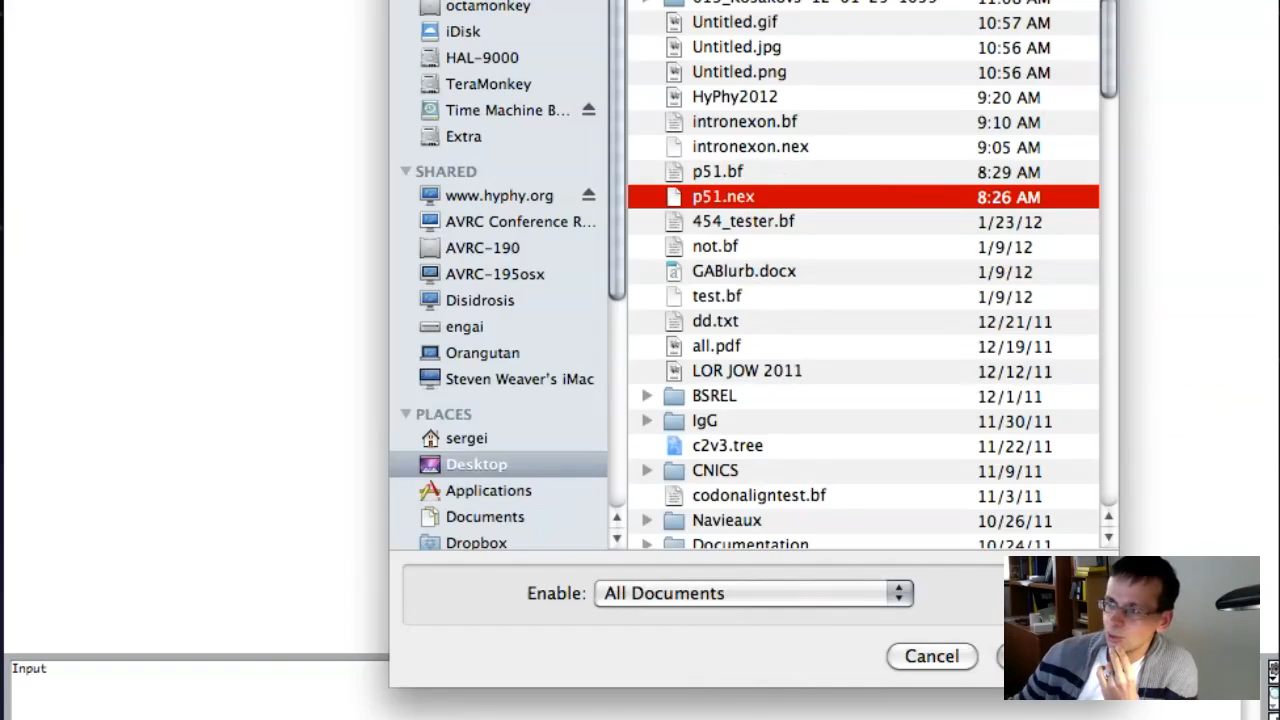 octamonkey
iDisk
HAL-9000
TeraMonkey
Time Machine B...
Extra
SHARED
www.hyphy.org
AVRC Conference R...
AVRC-190
AVRC-195osx
Disidrosis
engai
Orangutan
Steven Weaver's iMac
PLACES
sergei
Desktop
Applications
Documents
Dropbox
Untitled.gif 10:57 AM
Untitled.jpg 10:56 AM
Untitled.png 10:56 AM
HyPhy2012 9:20 AM
intronexon.bf 9:10 AM
intronexon.nex 9:05 AM
p51.bf 8:29 AM
p51.nex 8:26 AM
454_tester.bf 1/23/12
not.bf 1/9/12
GABlurb.docx 1/9/12
test.bf 1/9/12
dd.txt 12/21/11
all.pdf 12/19/11
LOR JOW 2011 12/12/11
BSREL 12/1/11
IgG 11/30/11
c2v3.tree 11/22/11
CNICS 11/9/11
codonaligntest.bf 11/3/11
Navieaux 10/26/11
Documentation 10/24/11
Enable: All Documents
Cancel
Input